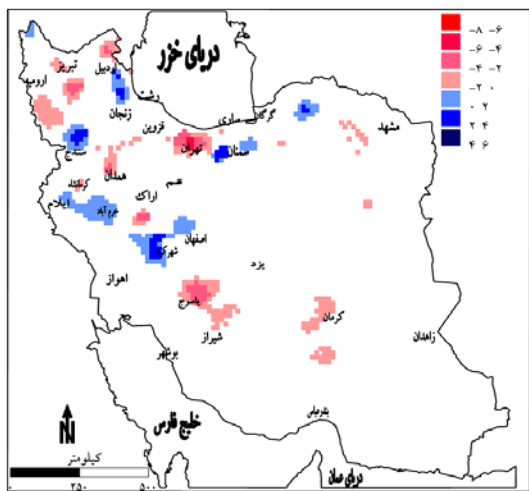 دریای خزر
-۸ -۶
-۶ -۴
-۴ -۲
-۲ ۰
۰ ۲
۲ ۴
۴ ۶
تبریز
اردبیل
ارومیه
رشت
زنجان
گرگان
ساری
مشهد
قزوین
سنندج
تهران
سمنان
همدان
کرمانشاه
قم
اراک
ایلام
خرم آباد
اصفهان
شهرکرد
یزد
اهواز
یاسوج
کرمان
شیراز
زاهدان
بوشهر
بندرعباس
خلیج فارس
N
کیلومتر
۰ ۲۵۰ ۵۰۰
دریای عمان